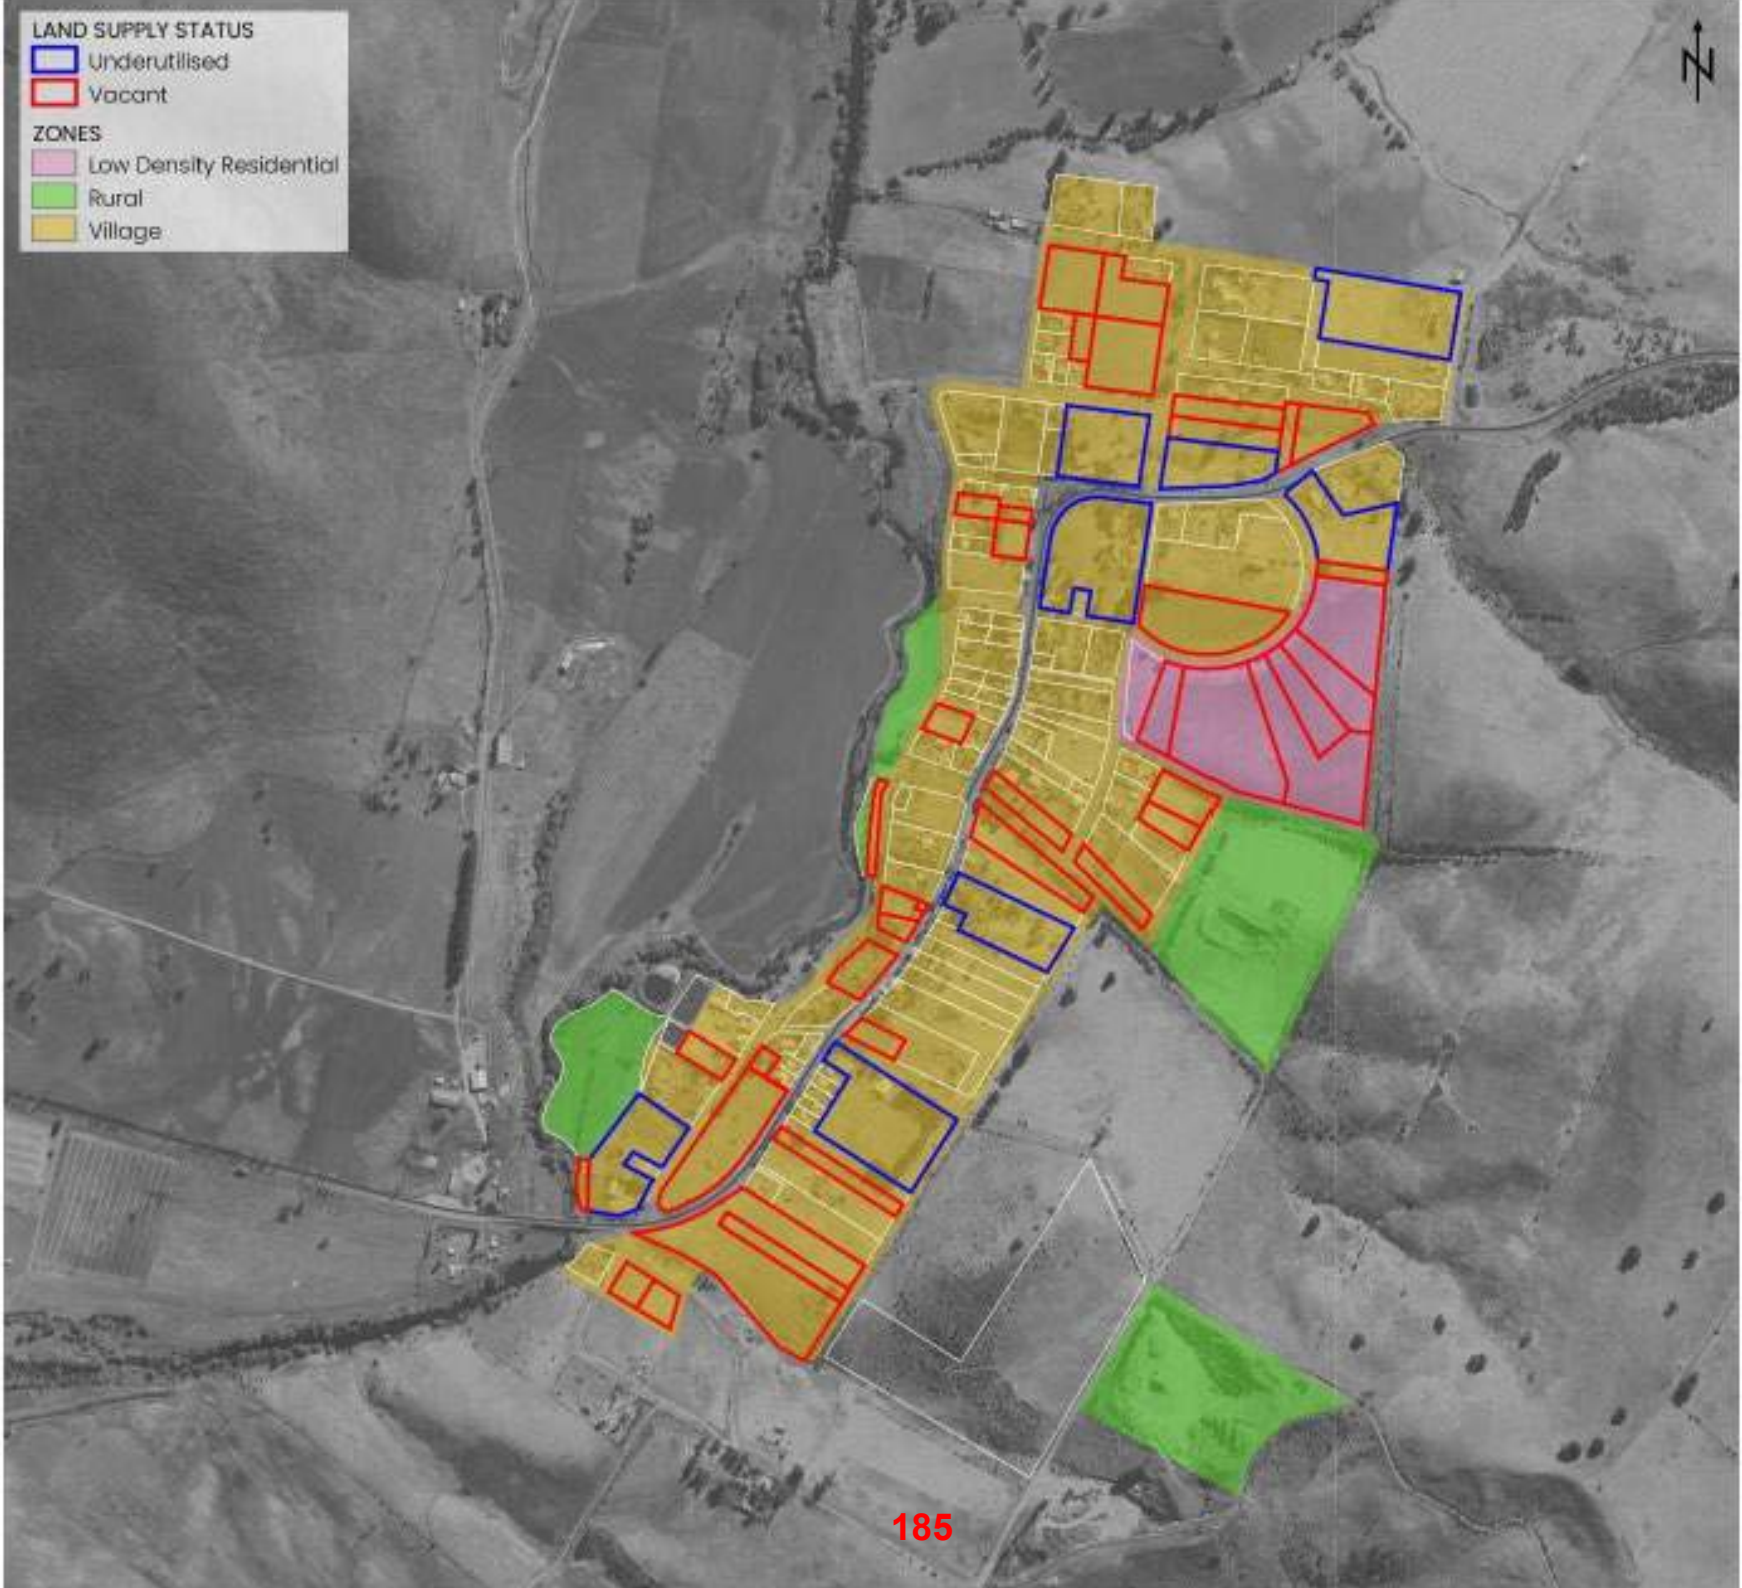 LAND SUPPLY STATUS
Underutilised
Vacant
ZONES
Low Density Residential
Rural
Village
N
185